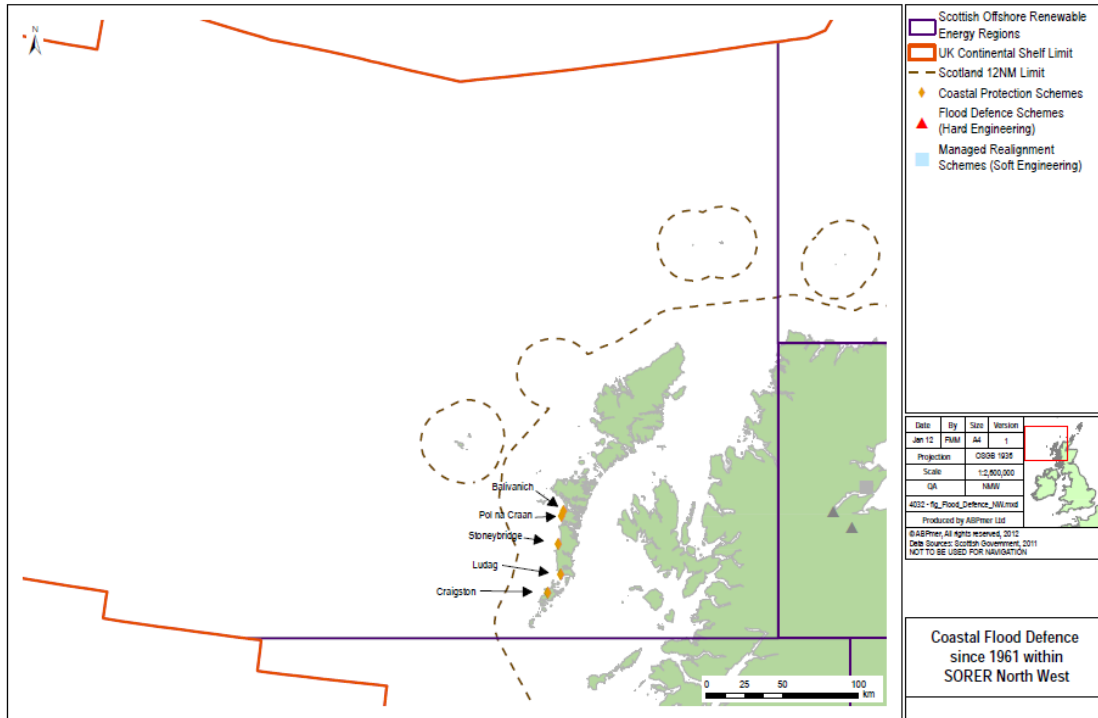 N
Balivanich
Pol na Craan
Stoneybridge
Ludag
Craigston
0 25 50 100
km
Scottish Offshore Renewable
Energy Regions
UK Continental Shelf Limit
Scotland 12NM Limit
Coastal Protection Schemes
Flood Defence Schemes
(Hard Engineering)
Managed Realignment
Schemes (Soft Engineering)
Date By Size Version
Jan 12 FMM A4 1
Projection OSGB 1936
Scale 1:2,600,000
QA NMW
4032 - fig_Flood_Defence_NW.mxd
Produced by ABPmer Ltd
©ABPmer, All rights reserved, 2012
Data Sources: Scottish Government, 2011
NOT TO BE USED FOR NAVIGATION
Coastal Flood Defence
since 1961 within
SORER North West